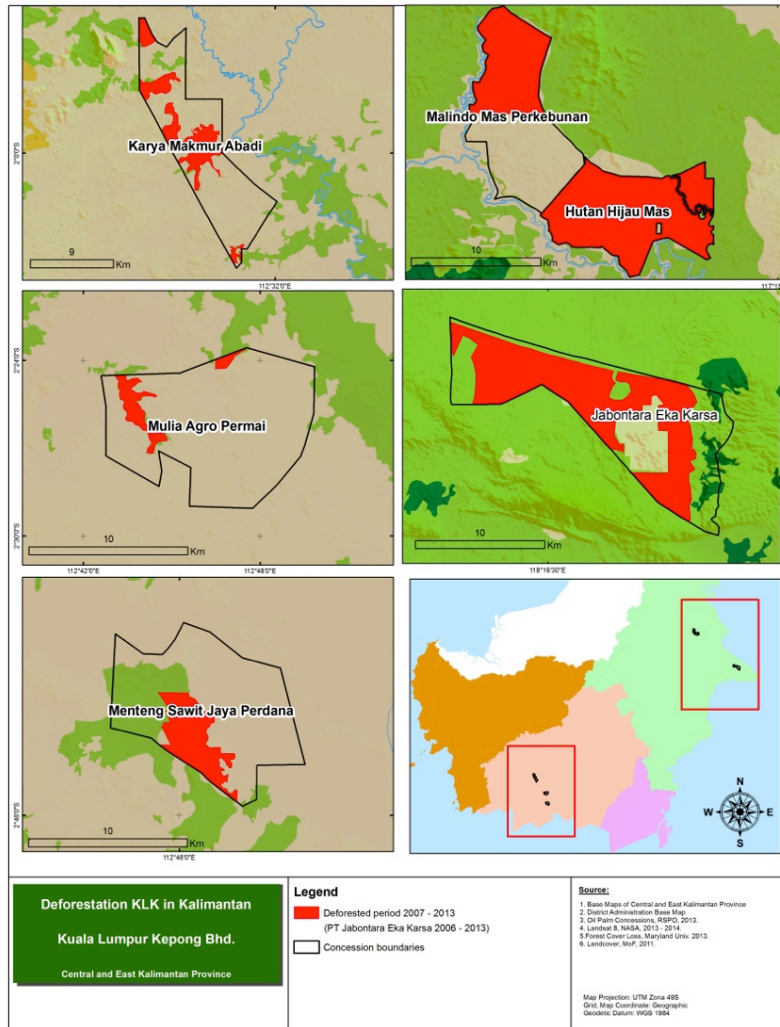 Karya Makmur Abadi
2°0'0"S
9
Km
112°32'0"E
Malindo Mas Perkebunan
Hutan Hijau Mas
10
Km
117°15
2°24'0"S
Mulia Agro Permai
2°30'0"S
10
Km
112°42'0"E
112°48'0"E
Jabontara Eka Karsa
10
Km
118°16'30"E
Menteng Sawit Jaya Perdana
2°48'0"S
10
Km
112°48'0"E
N
W
E
S
Deforestation KLK in Kalimantan
Kuala Lumpur Kepong Bhd.
Central and East Kalimantan Province
Legend
Deforested period 2007 - 2013
(PT Jabontara Eka Karsa 2006 - 2013)
Concession boundaries
Source:
1. Base Maps of Central and East Kalimantan Province
2. District Administration Base Map
3. Oil Palm Concessions, RSPO, 2013.
4. Landsat 8, NASA, 2013 - 2014.
5.Forest Cover Loss, Maryland Univ. 2013.
6. Landcover, MoF, 2011.
Map Projection: UTM Zona 49S
Grid, Map Coordinate: Geographic
Geodetic Datum: WGS 1984